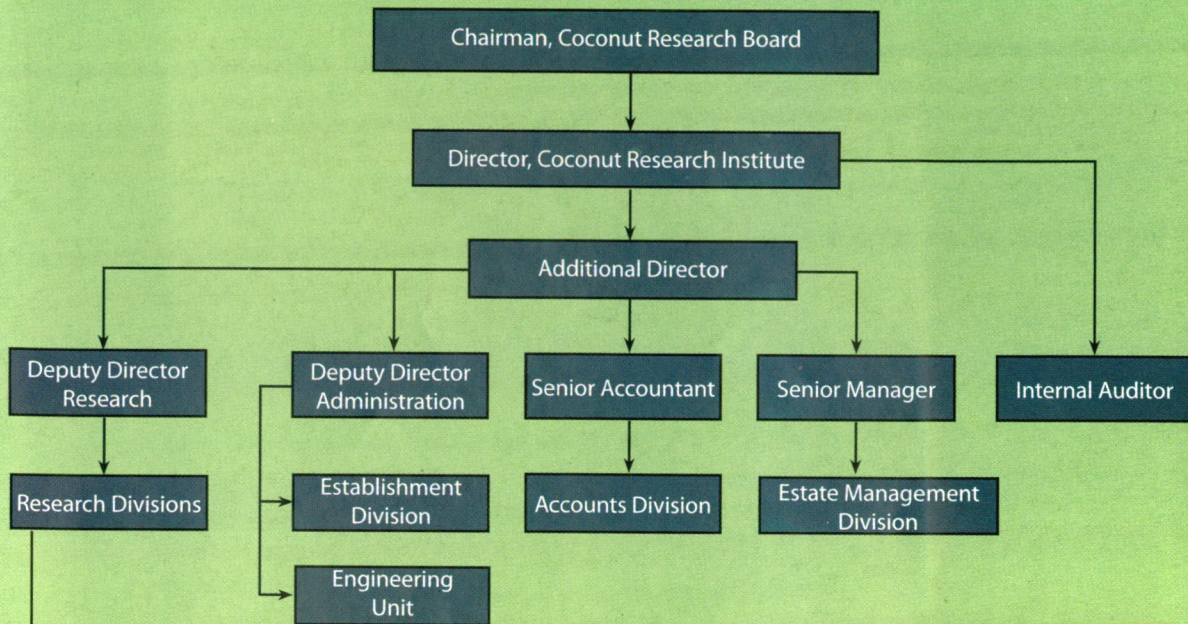 Chairman, Coconut Research Board
Director, Coconut Research Institute
Additional Director
Deputy Director
Research
Deputy Director
Administration
Senior Accountant
Senior Manager
Internal Auditor
Research Divisions
Establishment
Division
Accounts Division
Estate Management
Division
Engineering
Unit